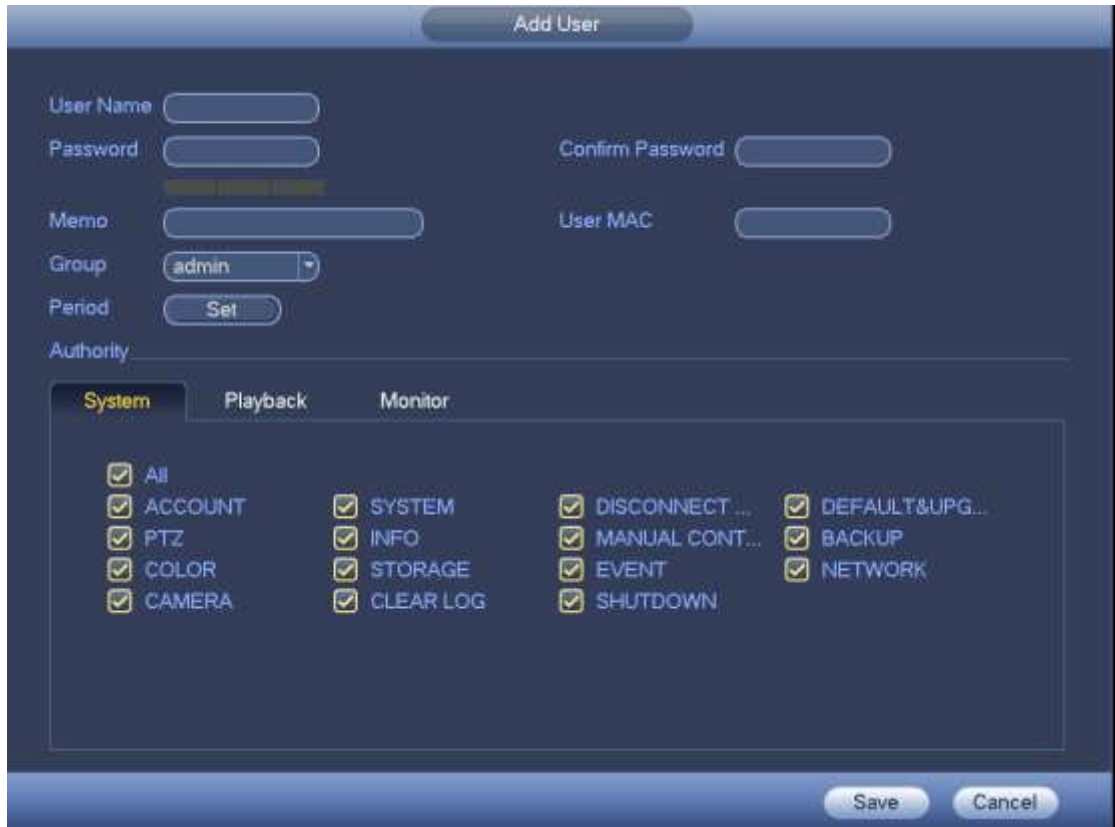 Add User
User Name
Password
Confirm Password
Memo
User MAC
Group
admin
Period
Set
Authority
System Playback Monitor
All
ACCOUNT SYSTEM DISCONNECT ... DEFAULT&UPG...
PTZ INFO MANUAL CONT... BACKUP
COLOR STORAGE EVENT NETWORK
CAMERA CLEAR LOG SHUTDOWN
Save Cancel